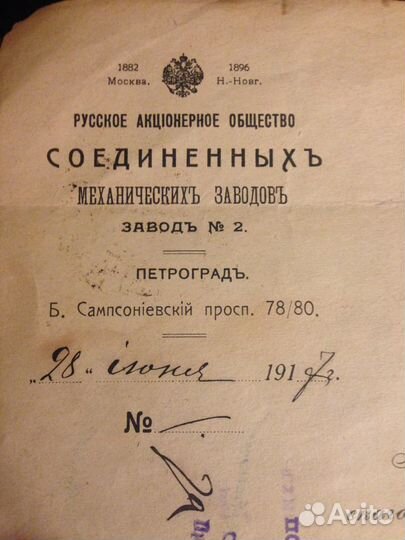 1882 1896
Москва. Н.-Новг.
РУССКОЕ АКЦІОНЕРНОЕ ОБЩЕСТВО
СОЕДИНЕННЫХЪ
МЕХАНИЧЕСКИХЪ ЗАВОДОВЪ
ЗАВОДЪ № 2.
ПЕТРОГРАДЪ.
Б. Сампсоніевскій просп. 78/80.
„28" іюня 1917г.
№
Avito